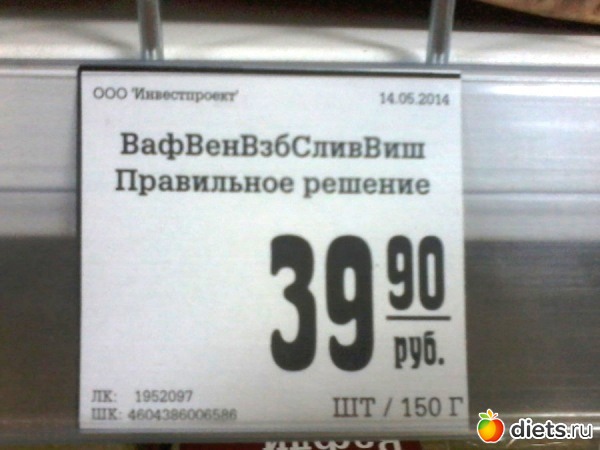 ООО 'Инвестпроект' 14.05.2014
ВафВенВзбСливВиш
Правильное решение
39 90
руб.
ЛК: 1952097
ШК: 4604386006586
ШТ / 150 Г
diets.ru